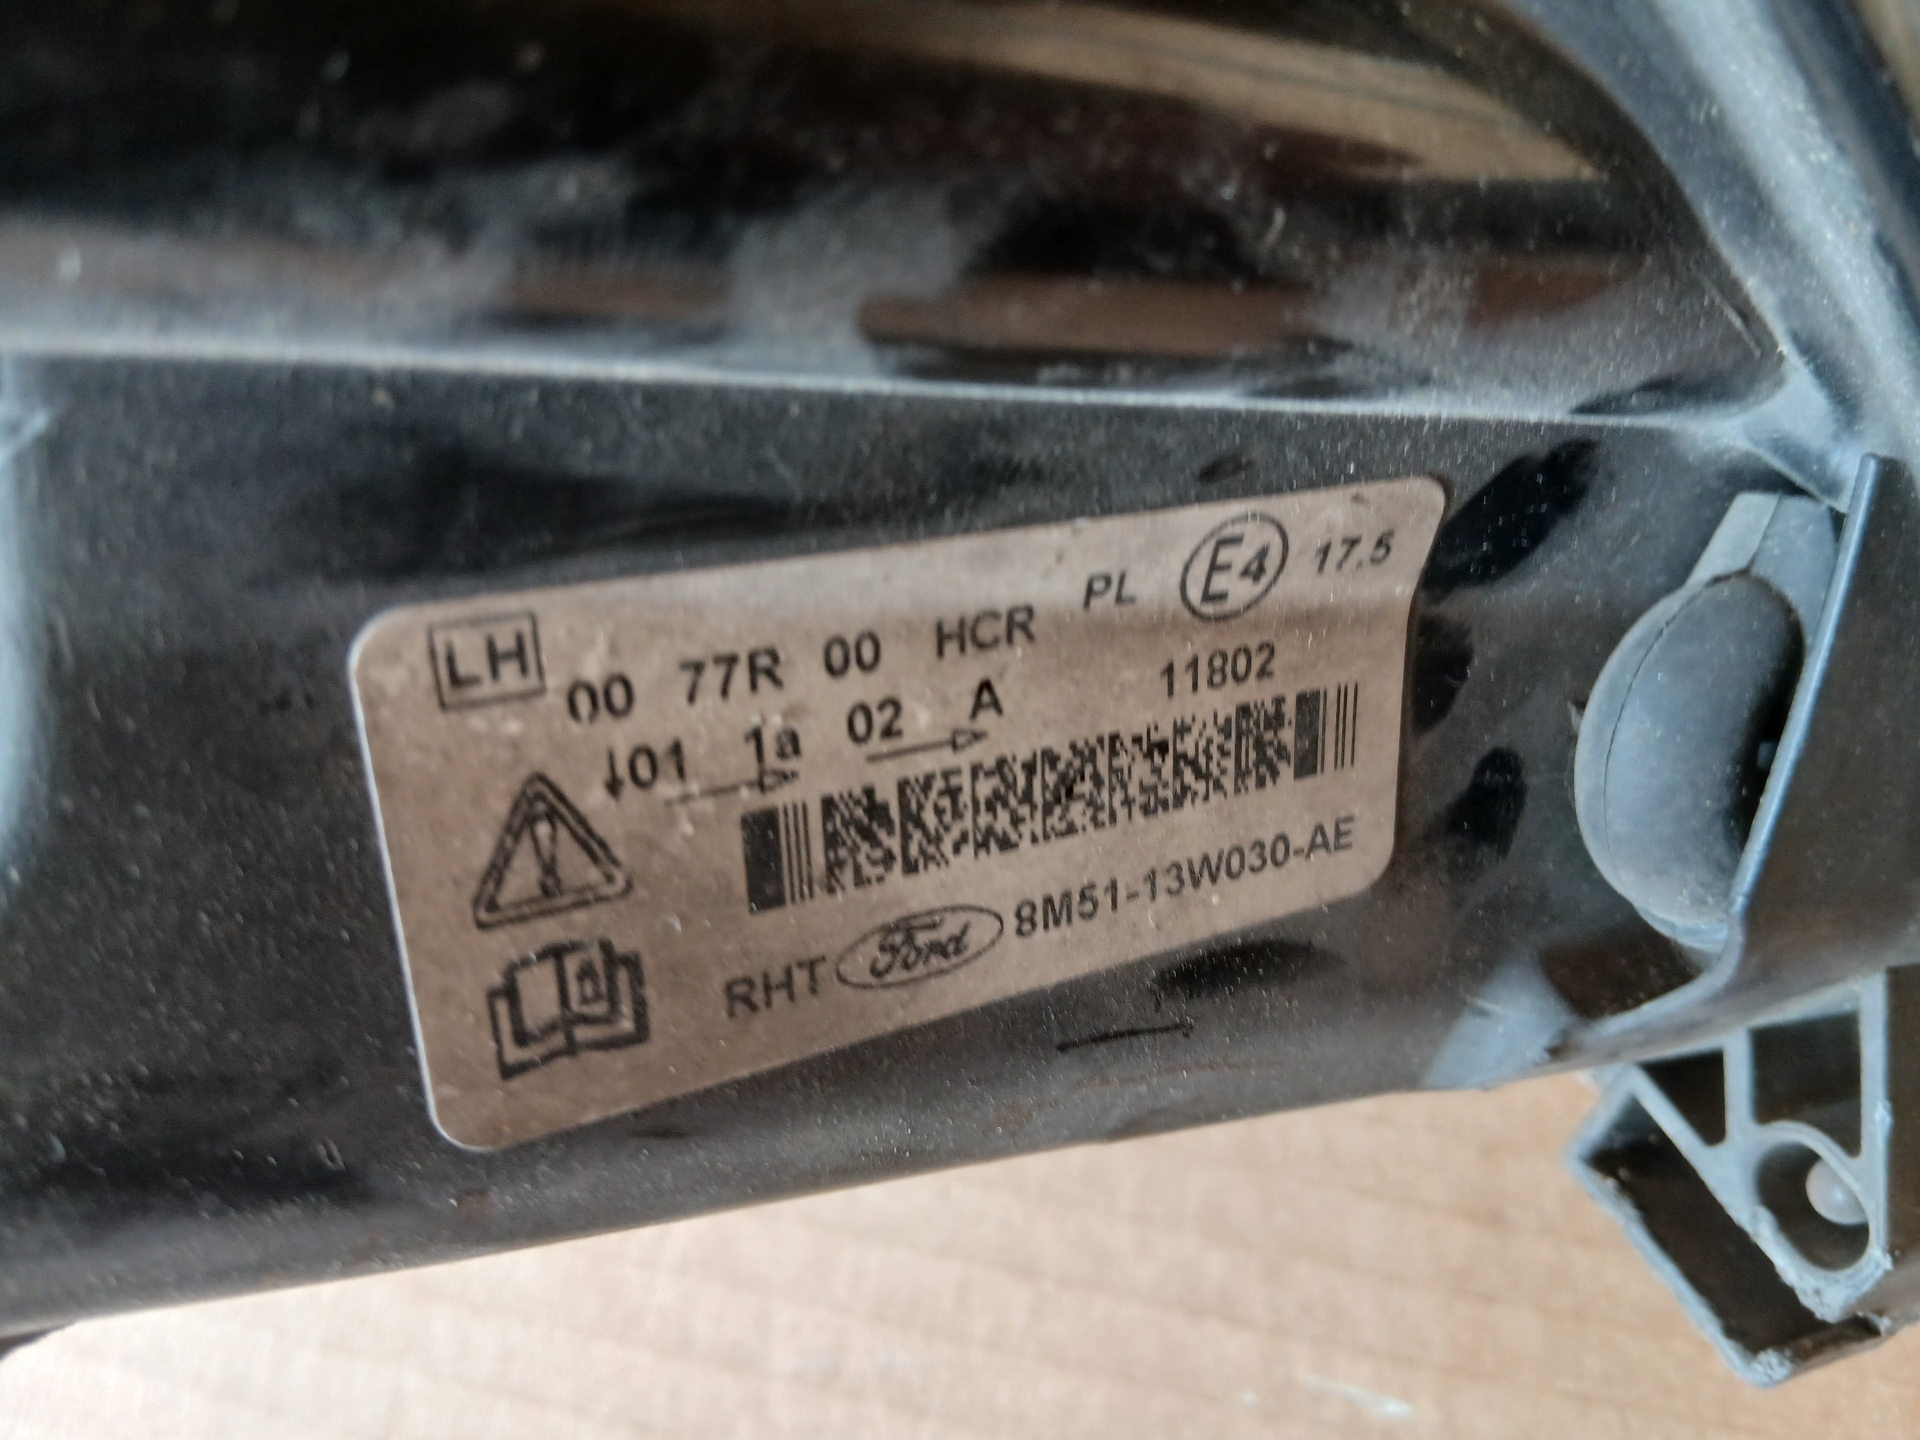 LH 00 77R 00 HCR PL E4 17.5
↓01 1a 02 A 11802
RHT Ford 8M51-13W030-AE